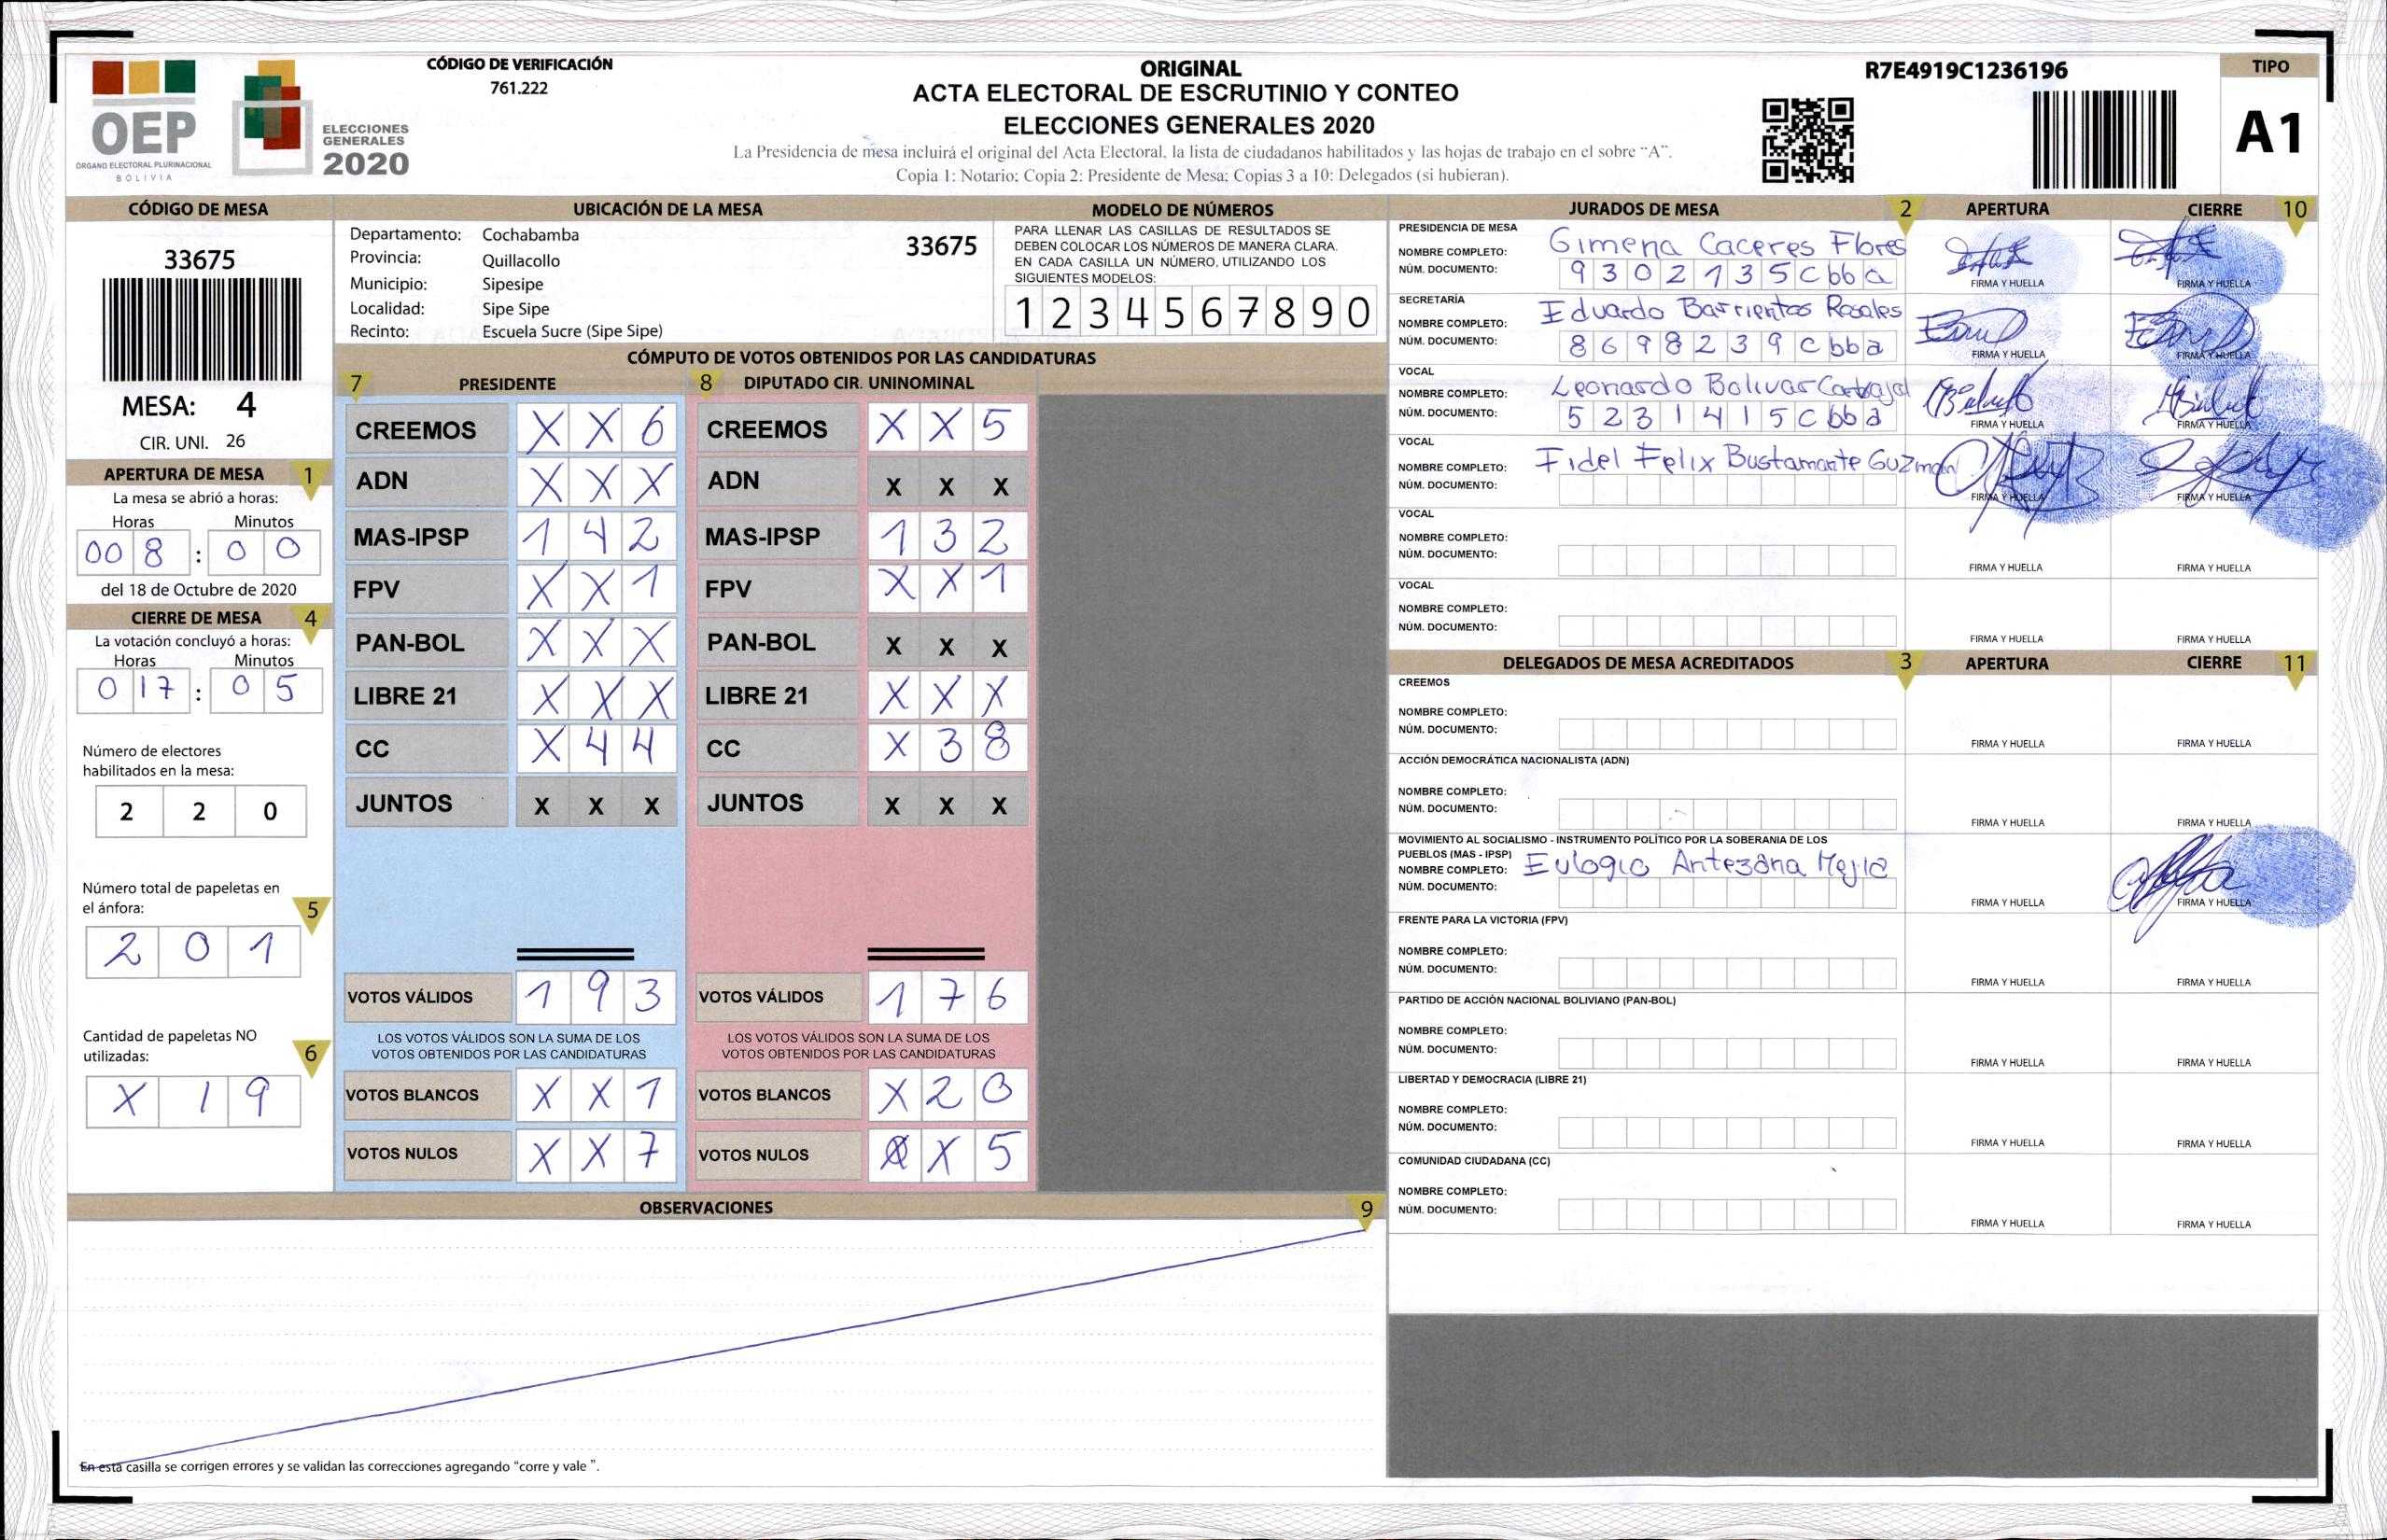 CÓDIGO DE VERIFICACIÓN
761.222
OEP
ÓRGANO ELECTORAL PLURINACIONAL
BOLIVIA
ELECCIONES
GENERALES
2020
ORIGINAL
ACTA ELECTORAL DE ESCRUTINIO Y CONTEO
ELECCIONES GENERALES 2020
La Presidencia de mesa incluirá el original del Acta Electoral, la lista de ciudadanos habilitados y las hojas de trabajo en el sobre “A”.
Copia 1: Notario; Copia 2: Presidente de Mesa; Copias 3 a 10: Delegados (si hubieran).
R7E4919C1236196
TIPO
A1
CÓDIGO DE MESA
33675
MESA: 4
CIR. UNI. 26
APERTURA DE MESA 1
La mesa se abrió a horas:
Horas Minutos
00 8 : 0 0
del 18 de Octubre de 2020
CIERRE DE MESA 4
La votación concluyó a horas:
Horas Minutos
0 17 : 0 5
Número de electores
habilitados en la mesa:
2 2 0
Número total de papeletas en
el ánfora: 5
2 0 1
Cantidad de papeletas NO
utilizadas: 6
X 1 9
UBICACIÓN DE LA MESA
Departamento: Cochabamba
33675
Provincia: Quillacollo
Municipio: Sipesipe
Localidad: Sipe Sipe
Recinto: Escuela Sucre (Sipe Sipe)
MODELO DE NÚMEROS
PARA LLENAR LAS CASILLAS DE RESULTADOS SE
DEBEN COLOCAR LOS NÚMEROS DE MANERA CLARA.
EN CADA CASILLA UN NÚMERO, UTILIZANDO LOS
SIGUIENTES MODELOS:
1 2 3 4 5 6 7 8 9 0
CÓMPUTO DE VOTOS OBTENIDOS POR LAS CANDIDATURAS
7 PRESIDENTE
CREEMOS X X 6
ADN X X X
MAS-IPSP 1 4 2
FPV X X 1
PAN-BOL X X X
LIBRE 21 X X X
CC X 4 4
JUNTOS X X X
VOTOS VÁLIDOS 1 9 3
LOS VOTOS VÁLIDOS SON LA SUMA DE LOS
VOTOS OBTENIDOS POR LAS CANDIDATURAS
VOTOS BLANCOS X X 1
VOTOS NULOS X X 7
8 DIPUTADO CIR. UNINOMINAL
CREEMOS X X 5
ADN X X X
MAS-IPSP 1 3 2
FPV X X 1
PAN-BOL X X X
LIBRE 21 X X X
CC X 3 8
JUNTOS X X X
VOTOS VÁLIDOS 1 7 6
LOS VOTOS VÁLIDOS SON LA SUMA DE LOS
VOTOS OBTENIDOS POR LAS CANDIDATURAS
VOTOS BLANCOS X 2 0
VOTOS NULOS X X 5
OBSERVACIONES 9
En esta casilla se corrigen errores y se validan las correcciones agregando “corre y vale ”.
JURADOS DE MESA 2 APERTURA CIERRE 10
PRESIDENCIA DE MESA
NOMBRE COMPLETO: Gimena Caceres Flores
NÚM. DOCUMENTO: 9 3 0 2 1 3 5 C bb a
FIRMA Y HUELLA FIRMA Y HUELLA
SECRETARÍA
NOMBRE COMPLETO: Eduardo Barrientos Rosales
NÚM. DOCUMENTO: 8 6 9 8 2 3 9 C bb a
FIRMA Y HUELLA FIRMA Y HUELLA
VOCAL
NOMBRE COMPLETO: Leonardo Bolivar Carbajal
NÚM. DOCUMENTO: 5 2 3 1 4 1 5 C bb a
FIRMA Y HUELLA FIRMA Y HUELLA
VOCAL
NOMBRE COMPLETO: Fidel Felix Bustamante Guzman
NÚM. DOCUMENTO:
FIRMA Y HUELLA FIRMA Y HUELLA
VOCAL
NOMBRE COMPLETO:
NÚM. DOCUMENTO:
FIRMA Y HUELLA FIRMA Y HUELLA
VOCAL
NOMBRE COMPLETO:
NÚM. DOCUMENTO:
FIRMA Y HUELLA FIRMA Y HUELLA
DELEGADOS DE MESA ACREDITADOS 3 APERTURA CIERRE 11
CREEMOS
NOMBRE COMPLETO:
NÚM. DOCUMENTO:
FIRMA Y HUELLA FIRMA Y HUELLA
ACCIÓN DEMOCRÁTICA NACIONALISTA (ADN)
NOMBRE COMPLETO:
NÚM. DOCUMENTO:
FIRMA Y HUELLA FIRMA Y HUELLA
MOVIMIENTO AL SOCIALISMO - INSTRUMENTO POLÍTICO POR LA SOBERANIA DE LOS
PUEBLOS (MAS - IPSP)
NOMBRE COMPLETO: Eulogio Antezana Mejia
NÚM. DOCUMENTO:
FIRMA Y HUELLA FIRMA Y HUELLA
FRENTE PARA LA VICTORIA (FPV)
NOMBRE COMPLETO:
NÚM. DOCUMENTO:
FIRMA Y HUELLA FIRMA Y HUELLA
PARTIDO DE ACCIÓN NACIONAL BOLIVIANO (PAN-BOL)
NOMBRE COMPLETO:
NÚM. DOCUMENTO:
FIRMA Y HUELLA FIRMA Y HUELLA
LIBERTAD Y DEMOCRACIA (LIBRE 21)
NOMBRE COMPLETO:
NÚM. DOCUMENTO:
FIRMA Y HUELLA FIRMA Y HUELLA
COMUNIDAD CIUDADANA (CC)
NOMBRE COMPLETO:
NÚM. DOCUMENTO:
FIRMA Y HUELLA FIRMA Y HUELLA